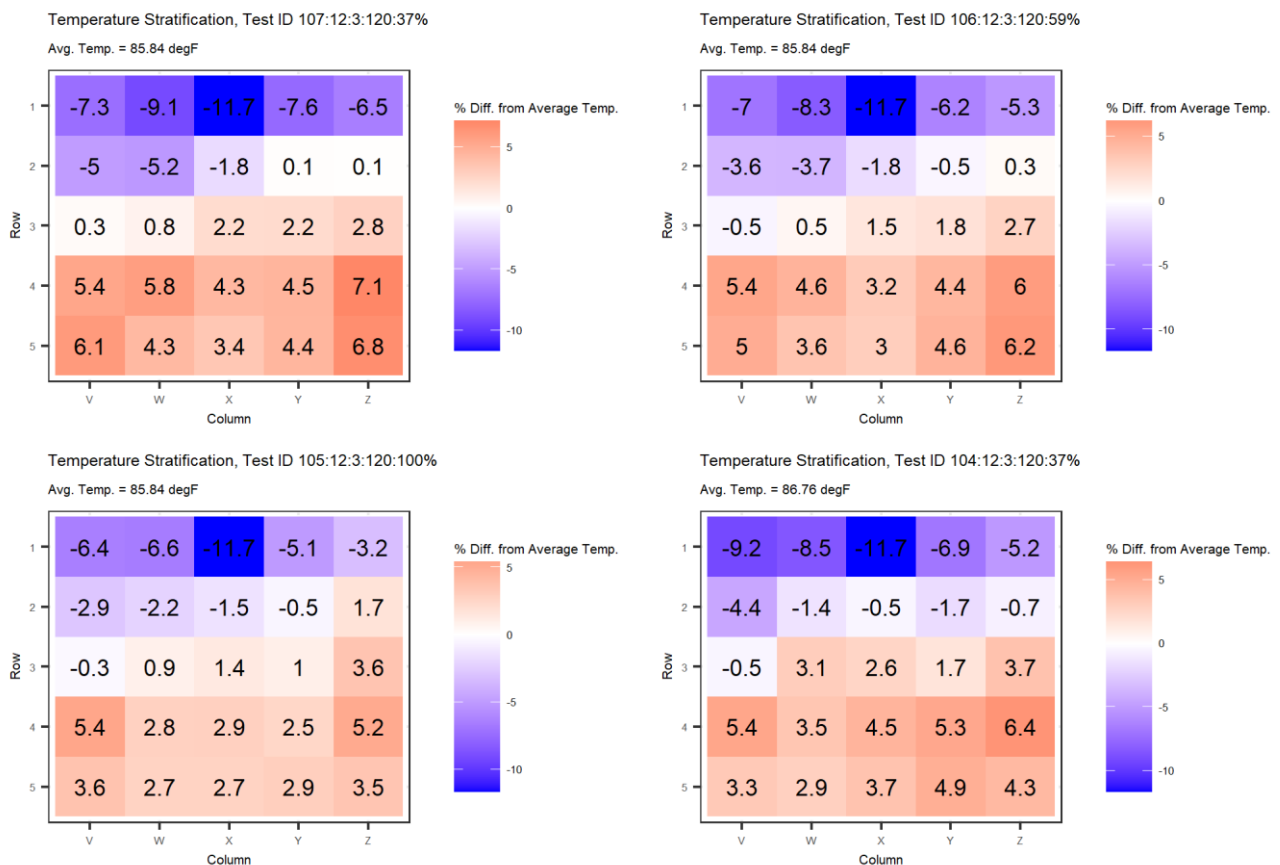 Temperature Stratification, Test ID 107:12:3:120:37%
Avg. Temp. = 85.84 degF
% Diff. from Average Temp.
5
0
-5
-10
Row
1 -7.3 -9.1 -11.7 -7.6 -6.5
2 -5 -5.2 -1.8 0.1 0.1
3 0.3 0.8 2.2 2.2 2.8
4 5.4 5.8 4.3 4.5 7.1
5 6.1 4.3 3.4 4.4 6.8
V W X Y Z
Column
Temperature Stratification, Test ID 106:12:3:120:59%
Avg. Temp. = 85.84 degF
% Diff. from Average Temp.
5
0
-5
-10
Row
1 -7 -8.3 -11.7 -6.2 -5.3
2 -3.6 -3.7 -1.8 -0.5 0.3
3 -0.5 0.5 1.5 1.8 2.7
4 5.4 4.6 3.2 4.4 6
5 5 3.6 3 4.6 6.2
V W X Y Z
Column
Temperature Stratification, Test ID 105:12:3:120:100%
Avg. Temp. = 85.84 degF
% Diff. from Average Temp.
5
0
-5
-10
Row
1 -6.4 -6.6 -11.7 -5.1 -3.2
2 -2.9 -2.2 -1.5 -0.5 1.7
3 -0.3 0.9 1.4 1 3.6
4 5.4 2.8 2.9 2.5 5.2
5 3.6 2.7 2.7 2.9 3.5
V W X Y Z
Column
Temperature Stratification, Test ID 104:12:3:120:37%
Avg. Temp. = 86.76 degF
% Diff. from Average Temp.
5
0
-5
-10
Row
1 -9.2 -8.5 -11.7 -6.9 -5.2
2 -4.4 -1.4 -0.5 -1.7 -0.7
3 -0.5 3.1 2.6 1.7 3.7
4 5.4 3.5 4.5 5.3 6.4
5 3.3 2.9 3.7 4.9 4.3
V W X Y Z
Column